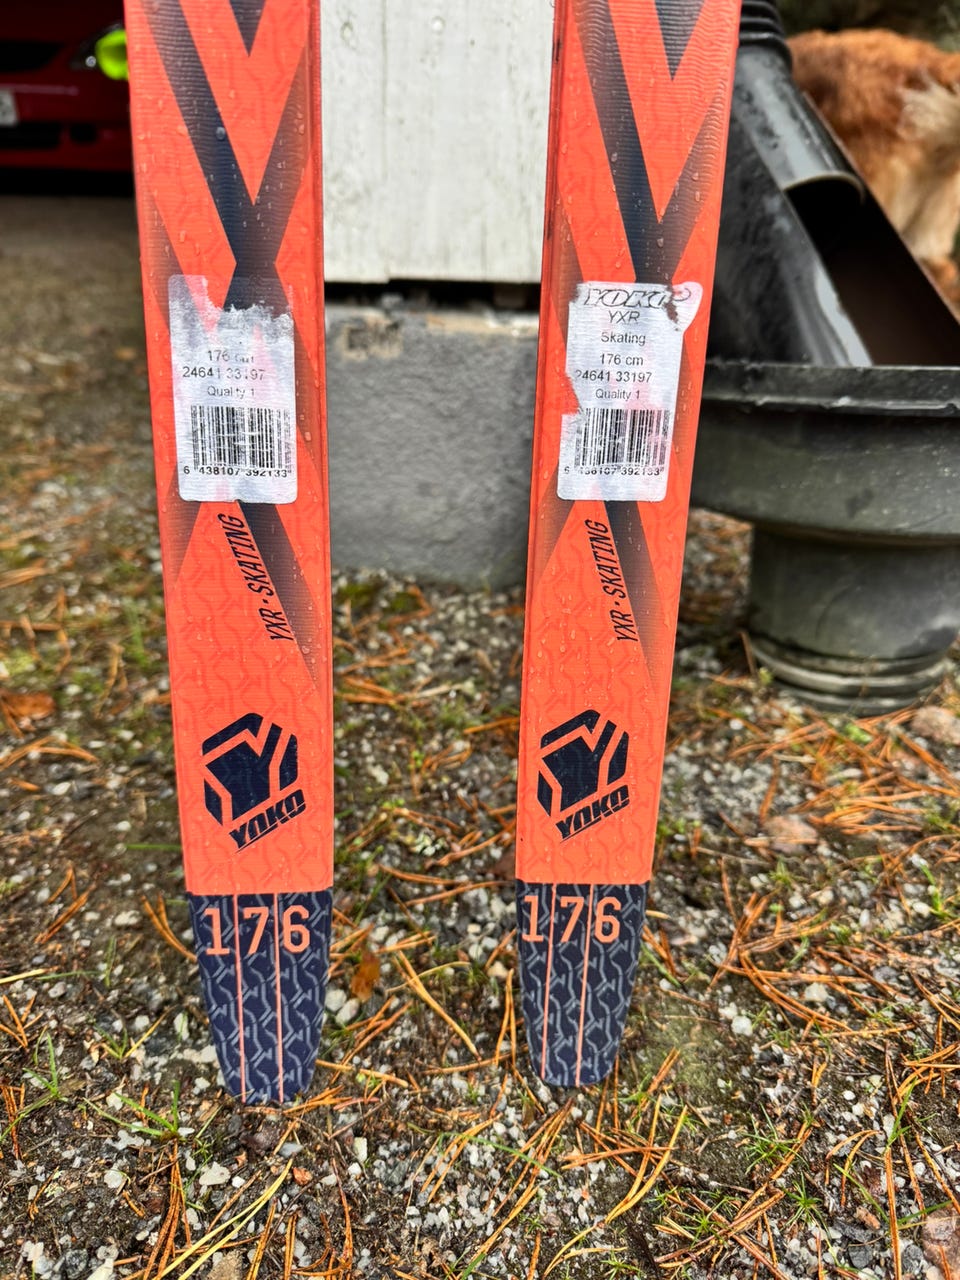 176 cm
24641 33197
Quality 1
6 438107 392133
YXR - SKATING
YOKO
176
YOKO
YXR
Skating
176 cm
24641 33197
Quality 1
6 438107 392133
YXR - SKATING
YOKO
176